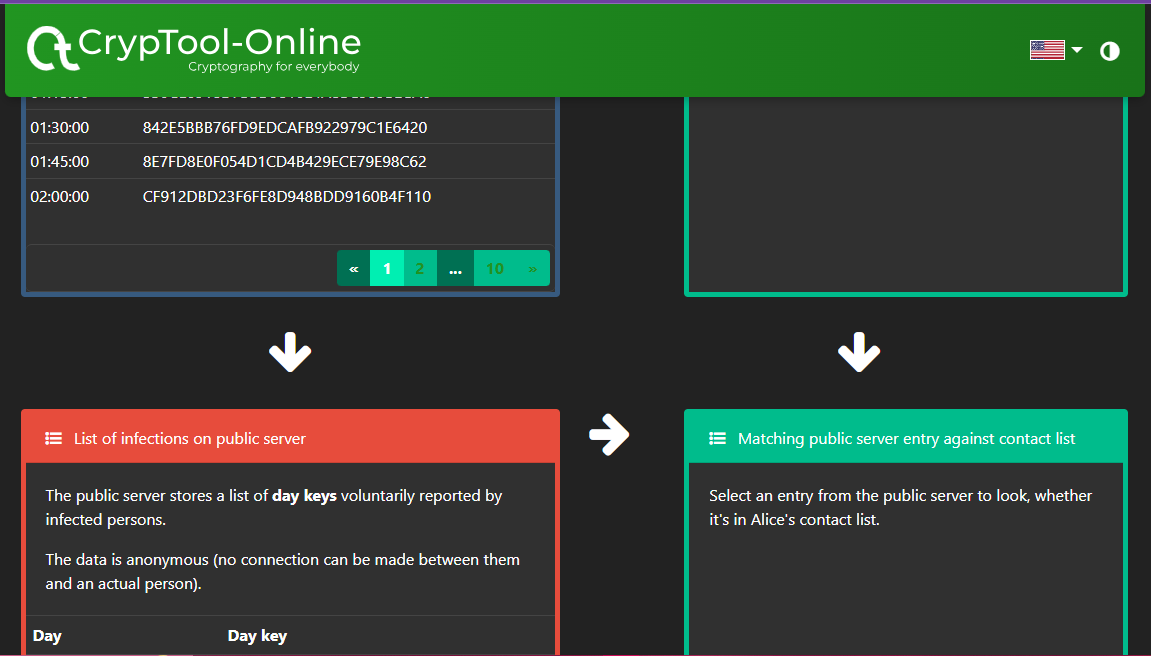 CrypTool-Online
Cryptography for everybody
01:30:00 842E5BBB76FD9EDCAFB922979C1E6420
01:45:00 8E7FD8E0F054D1CD4B429ECE79E98C62
02:00:00 CF912DBD23F6FE8D948BDD9160B4F110
« 1 2 ... 10 »
List of infections on public server
The public server stores a list of day keys voluntarily reported by
infected persons.
The data is anonymous (no connection can be made between them
and an actual person).
Day Day key
Matching public server entry against contact list
Select an entry from the public server to look, whether
it's in Alice's contact list.